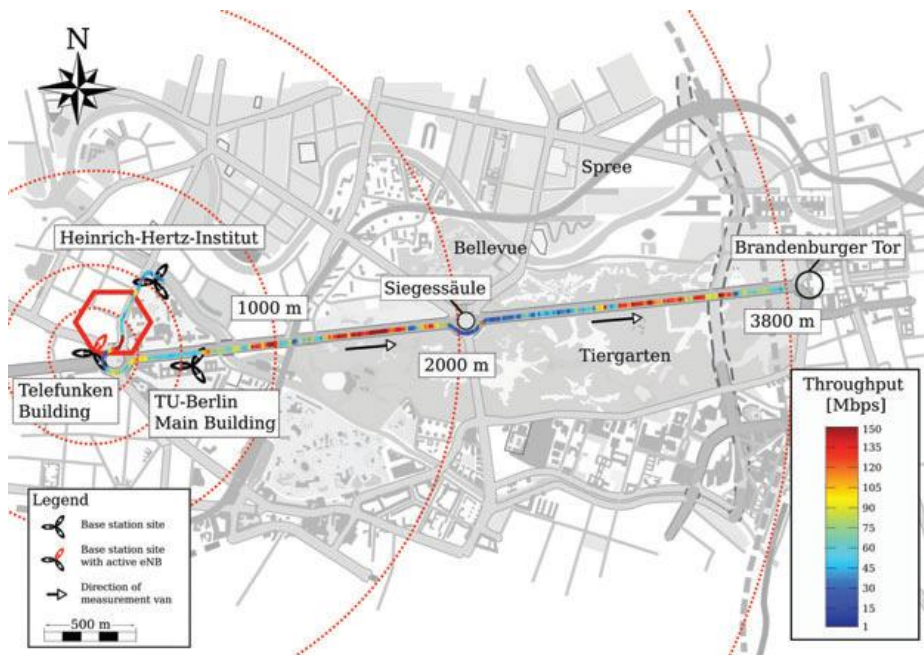 N
Spree
Heinrich-Hertz-Institut
Bellevue
Brandenburger Tor
Siegessäule
1000 m
3800 m
Tiergarten
2000 m
Telefunken
Building
TU-Berlin
Main Building
Throughput
[Mbps]
150
135
120
105
90
75
60
45
30
15
1
Legend
Base station site
Base station site
with active eNB
Direction of
measurement van
500 m